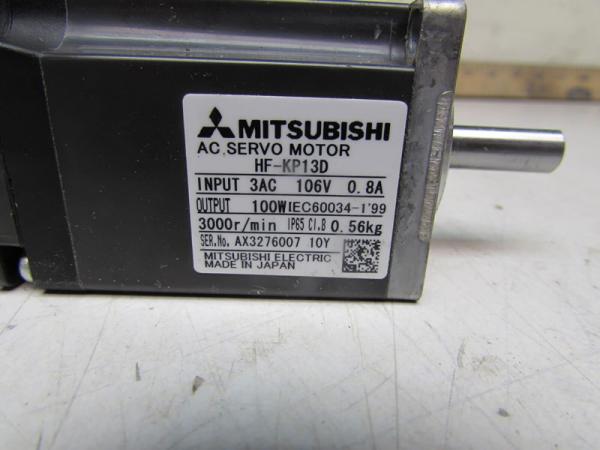 MITSUBISHI
AC SERVO MOTOR
HF-KP13D
INPUT 3AC 106V 0.8A
OUTPUT 100W IEC60034-1'99
3000r/min IP65 Cl.B 0.56kg
SER.No. AX3276007 10Y
MITSUBISHI ELECTRIC
MADE IN JAPAN